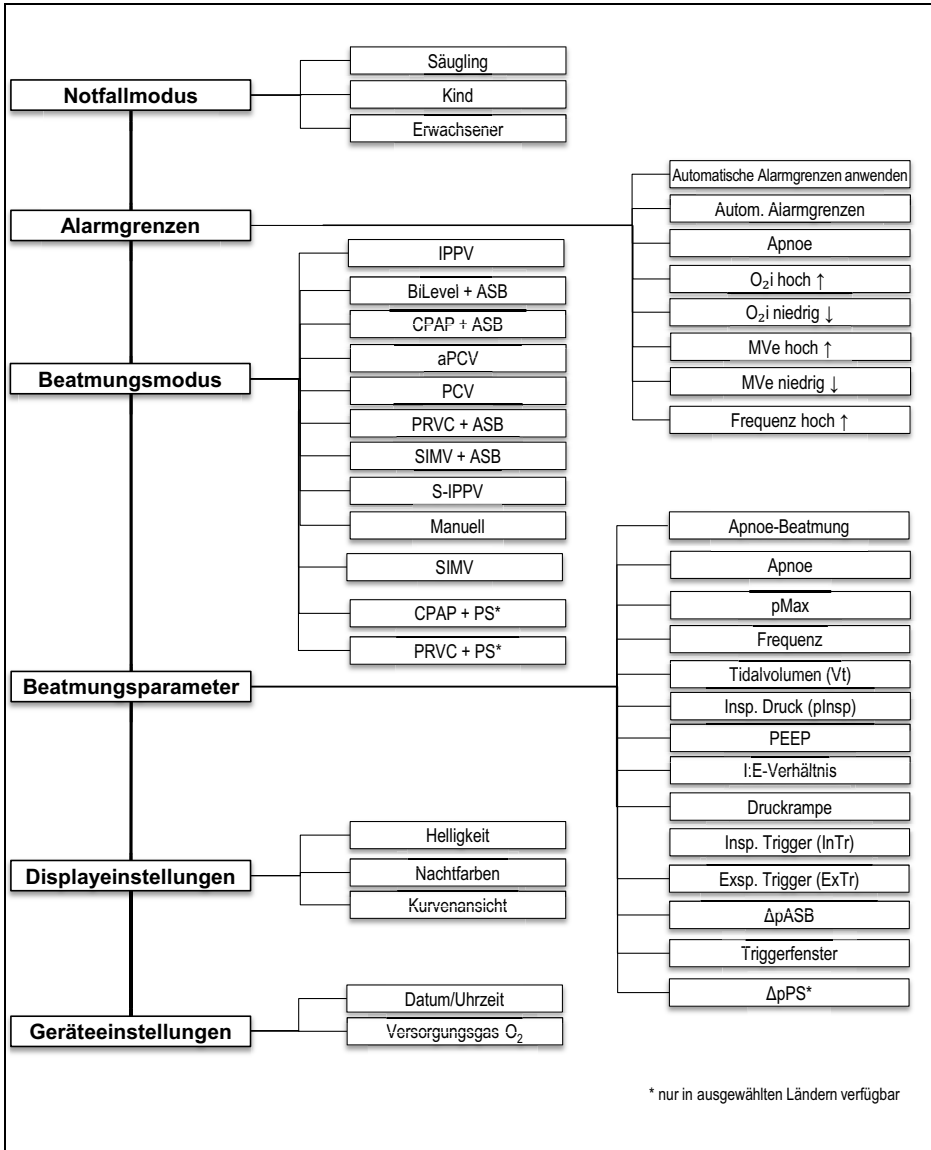 Notfallmodus
Säugling
Kind
Erwachsener
Alarmgrenzen
Automatische Alarmgrenzen anwenden
Autom. Alarmgrenzen
Apnoe
O₂i hoch ↑
O₂i niedrig ↓
MVe hoch ↑
MVe niedrig ↓
Frequenz hoch ↑
Beatmungsmodus
IPPV
BiLevel + ASB
CPAP + ASB
aPCV
PCV
PRVC + ASB
SIMV + ASB
S-IPPV
Manuell
SIMV
CPAP + PS*
PRVC + PS*
Beatmungsparameter
Apnoe-Beatmung
Apnoe
pMax
Frequenz
Tidalvolumen (Vt)
Insp. Druck (pInsp)
PEEP
I:E-Verhältnis
Druckrampe
Insp. Trigger (InTr)
Exsp. Trigger (ExTr)
ΔpASB
Triggerfenster
ΔpPS*
Displayeinstellungen
Helligkeit
Nachtfarben
Kurvenansicht
Geräteeinstellungen
Datum/Uhrzeit
Versorgungsgas O₂
* nur in ausgewählten Ländern verfügbar